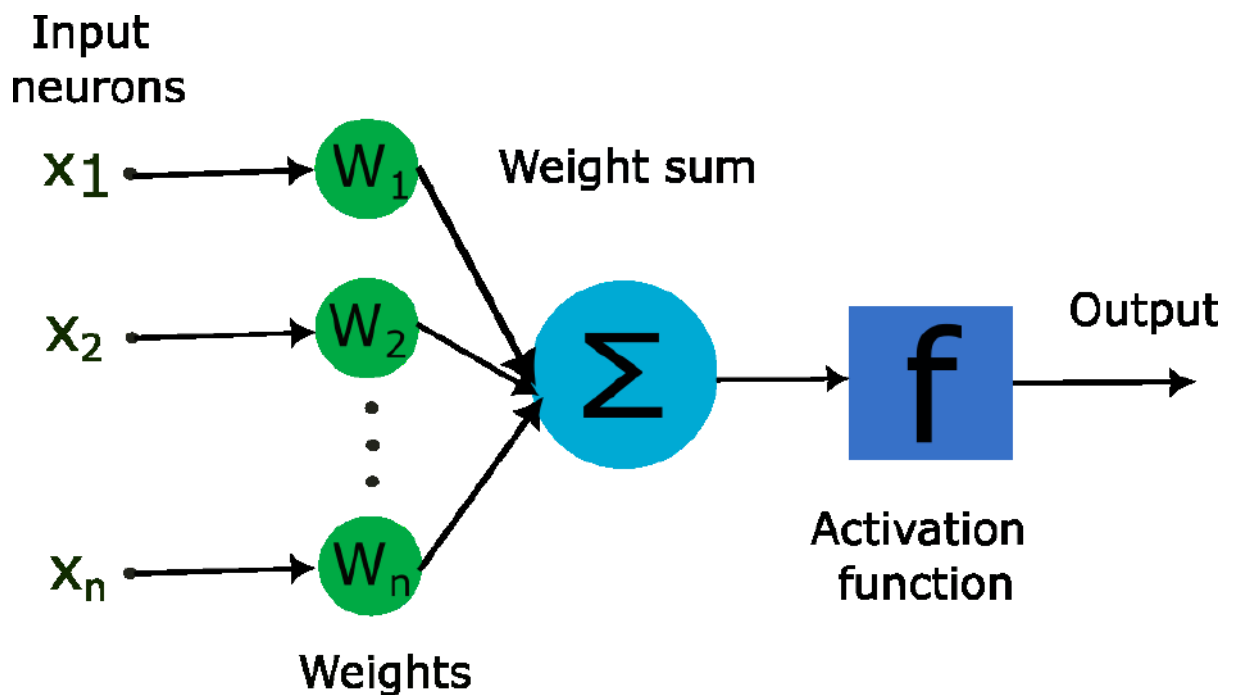 Input
neurons
x1
W₁
Weight sum
x₂
W₂
Σ
f
Output
xₙ
Wₙ
Activation
function
Weights